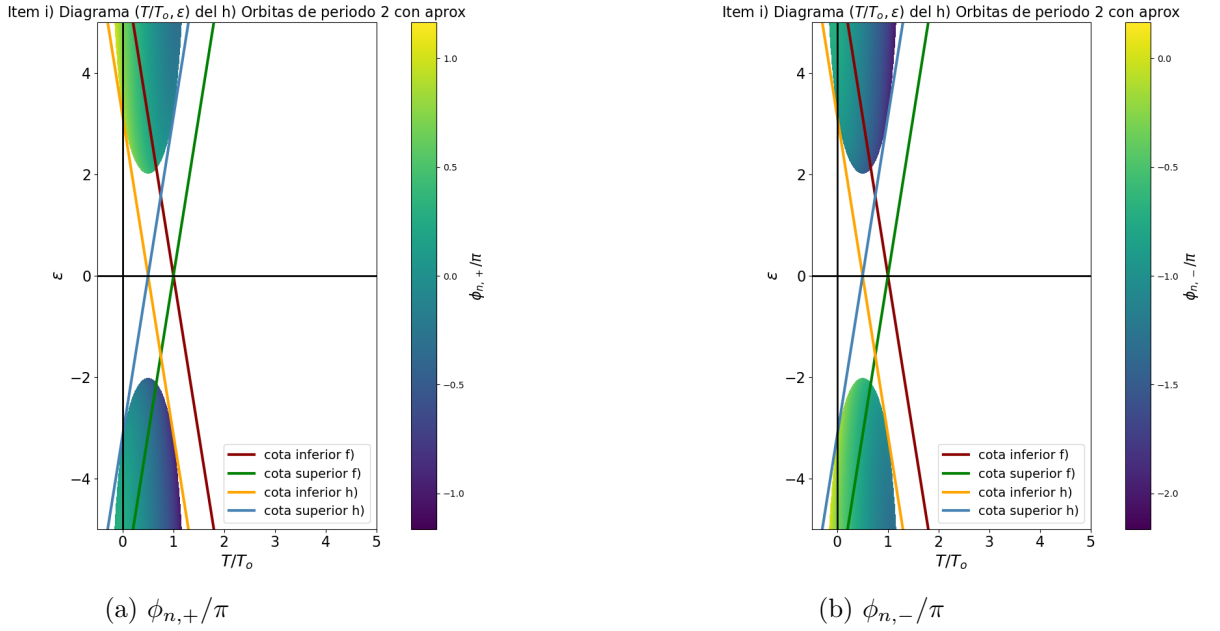 Item i) Diagrama (T/T_o, ε) del h) Orbitas de periodo 2 con aprox
4
2
0
−2
−4
ε
0
1
2
3
4
5
T/T_o
cota inferior f)
cota superior f)
cota inferior h)
cota superior h)
1.0
0.5
0.0
−0.5
−1.0
ϕ_{n,+}/π
(a) ϕ_{n,+}/π
Item i) Diagrama (T/T_o, ε) del h) Orbitas de periodo 2 con aprox
4
2
0
−2
−4
ε
0
1
2
3
4
5
T/T_o
cota inferior f)
cota superior f)
cota inferior h)
cota superior h)
0.0
−0.5
−1.0
−1.5
−2.0
ϕ_{n,−}/π
(b) ϕ_{n,−}/π